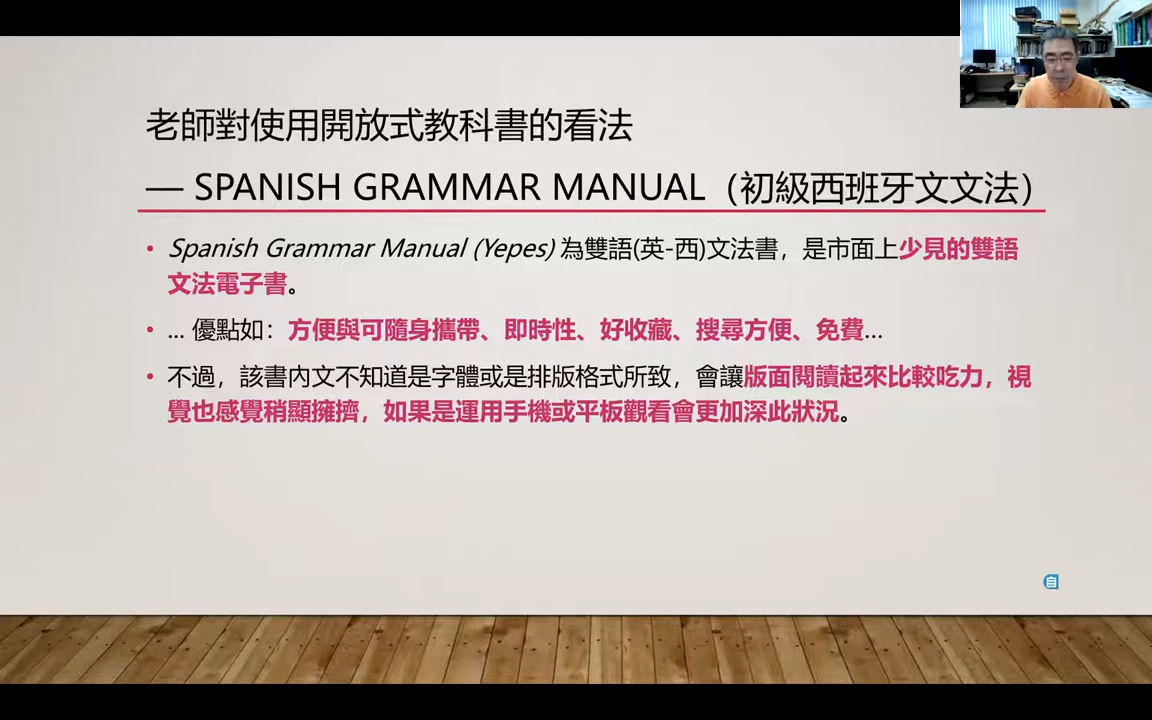 老師對使用開放式教科書的看法
— SPANISH GRAMMAR MANUAL（初級西班牙文文法）
• Spanish Grammar Manual (Yepes) 為雙語(英-西)文法書，是市面上少見的雙語
文法電子書。
• ... 優點如：方便與可隨身攜帶、即時性、好收藏、搜尋方便、免費...
• 不過，該書內文不知道是字體或是排版格式所致，會讓版面閱讀起來比較吃力，視
覺也感覺稍顯擁擠，如果是運用手機或平板觀看會更加深此狀況。